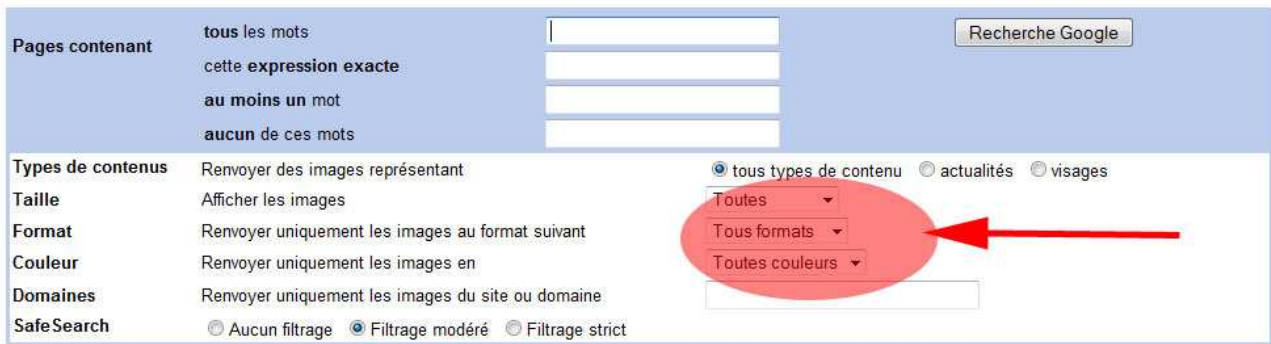 Pages contenant tous les mots Recherche Google
cette expression exacte
au moins un mot
aucun de ces mots
Types de contenus Renvoyer des images représentant tous types de contenu actualités visages
Taille Afficher les images Toutes
Format Renvoyer uniquement les images au format suivant Tous formats
Couleur Renvoyer uniquement les images en Toutes couleurs
Domaines Renvoyer uniquement les images du site ou domaine
SafeSearch Aucun filtrage Filtrage modéré Filtrage strict